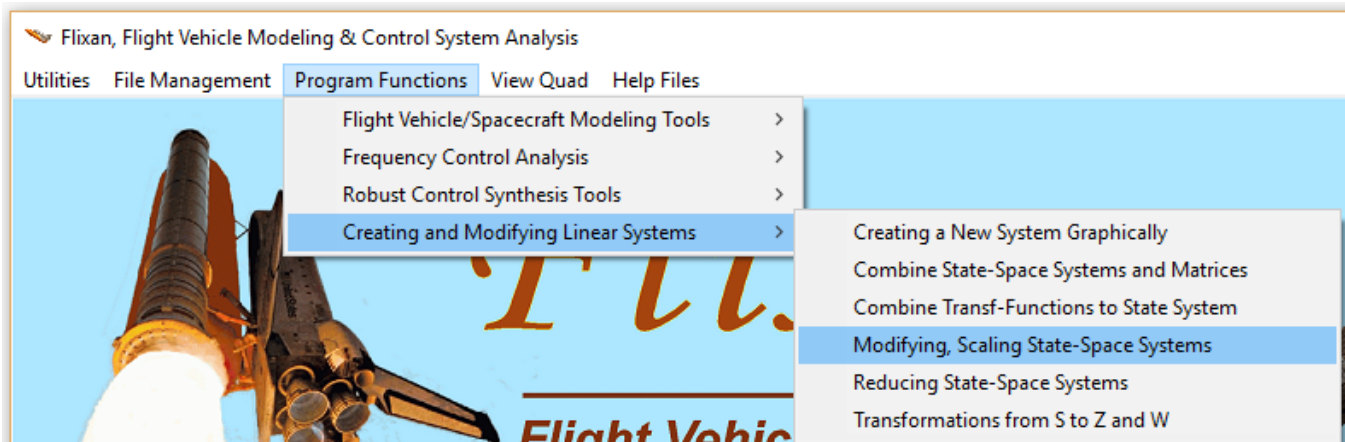 Flixan, Flight Vehicle Modeling & Control System Analysis
Utilities File Management Program Functions View Quad Help Files
Flight Vehicle/Spacecraft Modeling Tools >
Frequency Control Analysis >
Robust Control Synthesis Tools >
Creating and Modifying Linear Systems >
Creating a New System Graphically
Combine State-Space Systems and Matrices
Combine Transf-Functions to State System
Modifying, Scaling State-Space Systems
Reducing State-Space Systems
Transformations from S to Z and W
Flight Vehic